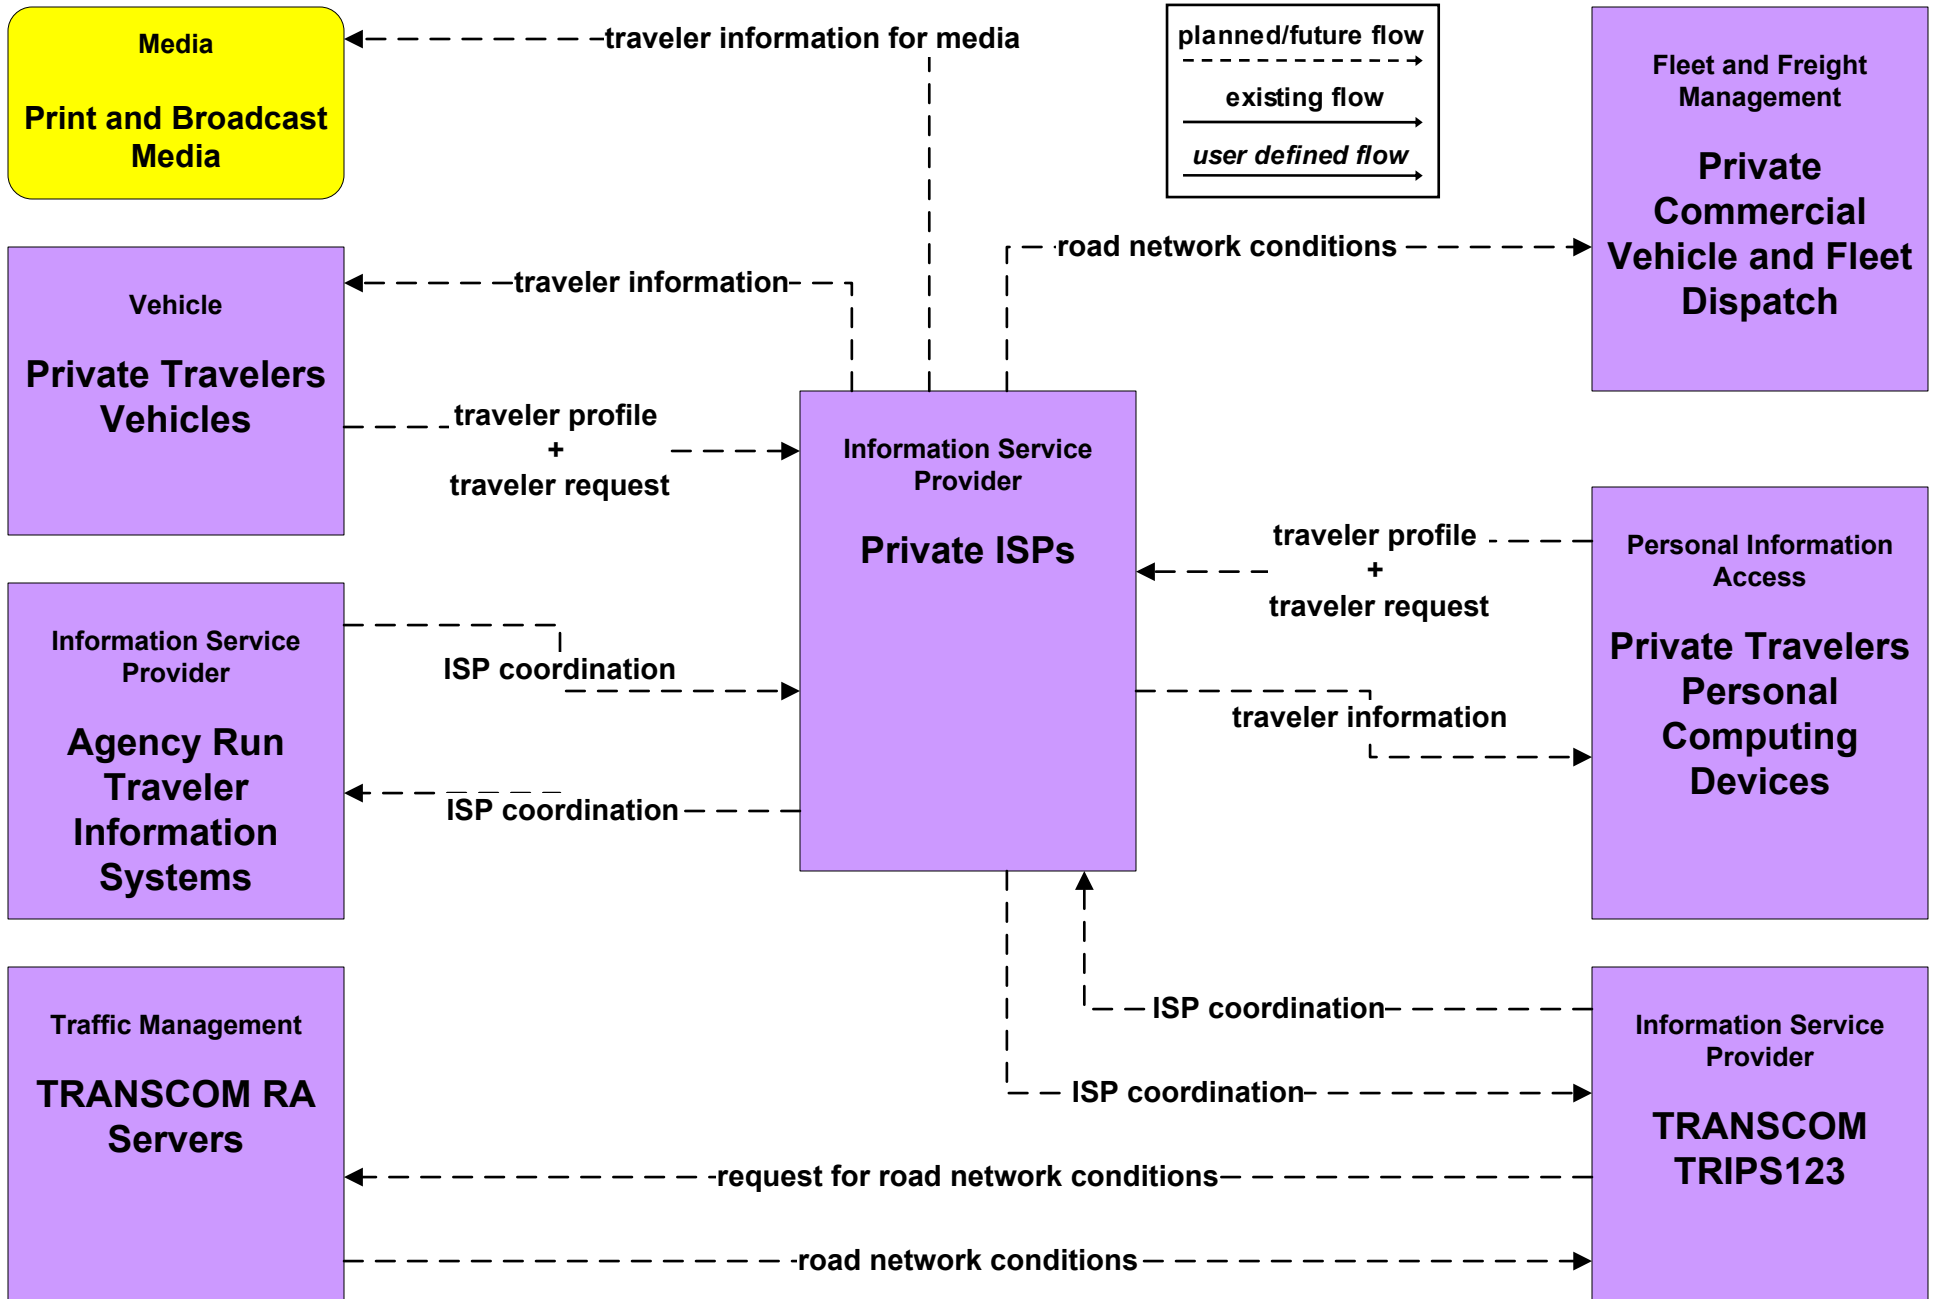 Media
Print and Broadcast
Media
traveler information for media
planned/future flow
existing flow
user defined flow
Fleet and Freight
Management
Private
Commercial
Vehicle and Fleet
Dispatch
road network conditions
traveler information
Vehicle
Private Travelers
Vehicles
traveler profile
+
traveler request
Information Service
Provider
Private ISPs
traveler profile
+
traveler request
Personal Information
Access
Private Travelers
Personal
Computing
Devices
Information Service
Provider
Agency Run
Traveler
Information
Systems
ISP coordination
traveler information
ISP coordination
Traffic Management
TRANSCOM RA
Servers
ISP coordination
ISP coordination
Information Service
Provider
TRANSCOM
TRIPS123
request for road network conditions
road network conditions